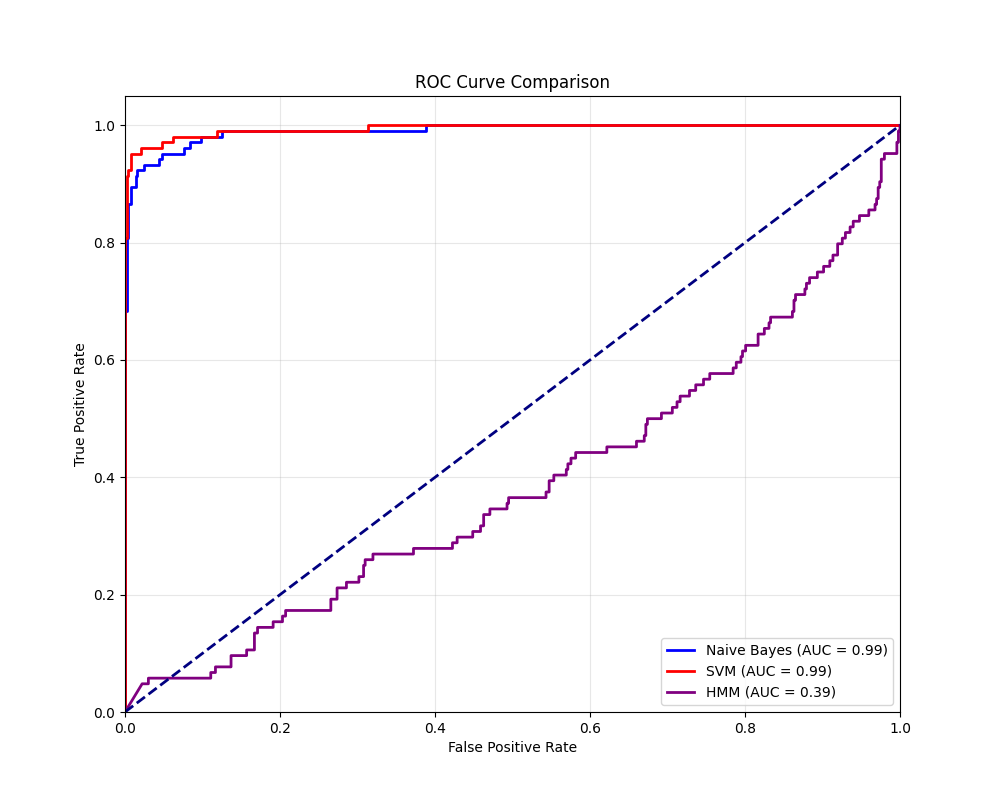 ROC Curve Comparison
True Positive Rate
1.0
0.8
0.6
0.4
0.2
0.0
0.0 0.2 0.4 0.6 0.8 1.0
False Positive Rate
Naive Bayes (AUC = 0.99)
SVM (AUC = 0.99)
HMM (AUC = 0.39)